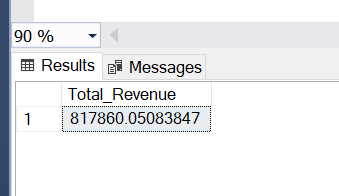 90 %
Results Messages
Total_Revenue
1 817860.05083847